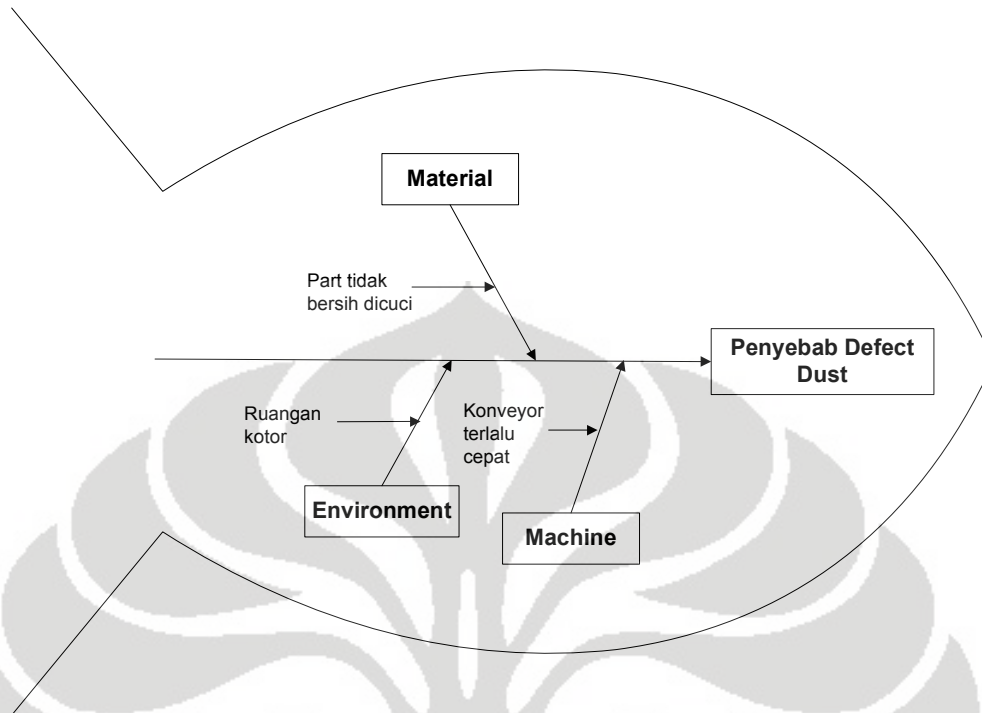 Material
Part tidak
bersih dicuci
Penyebab Defect
Dust
Ruangan
kotor
Konveyor
terlalu
cepat
Environment
Machine